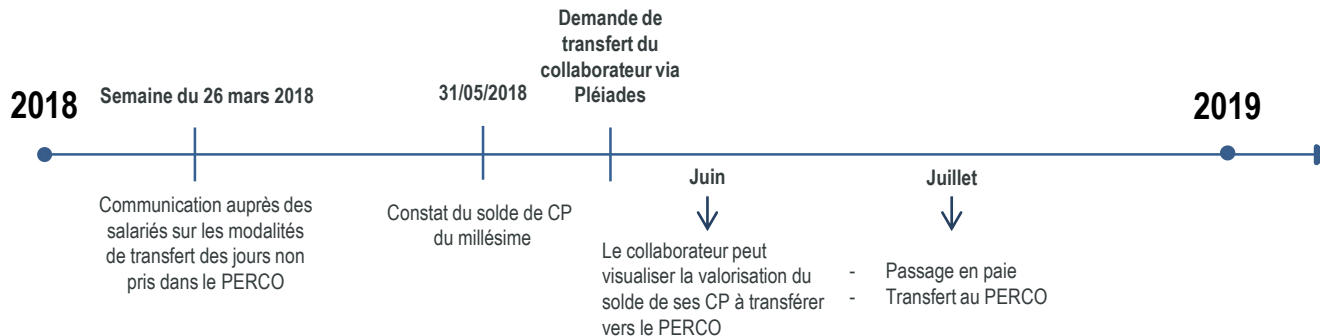 Demande de
transfert du
collaborateur via
Pléiades
2018
Semaine du 26 mars 2018
31/05/2018
2019
Communication auprès des
salariés sur les modalités
de transfert des jours non
pris dans le PERCO
Constat du solde de CP
du millésime
Juin
Le collaborateur peut
visualiser la valorisation du
solde de ses CP à transférer
vers le PERCO
Juillet
- Passage en paie
- Transfert au PERCO